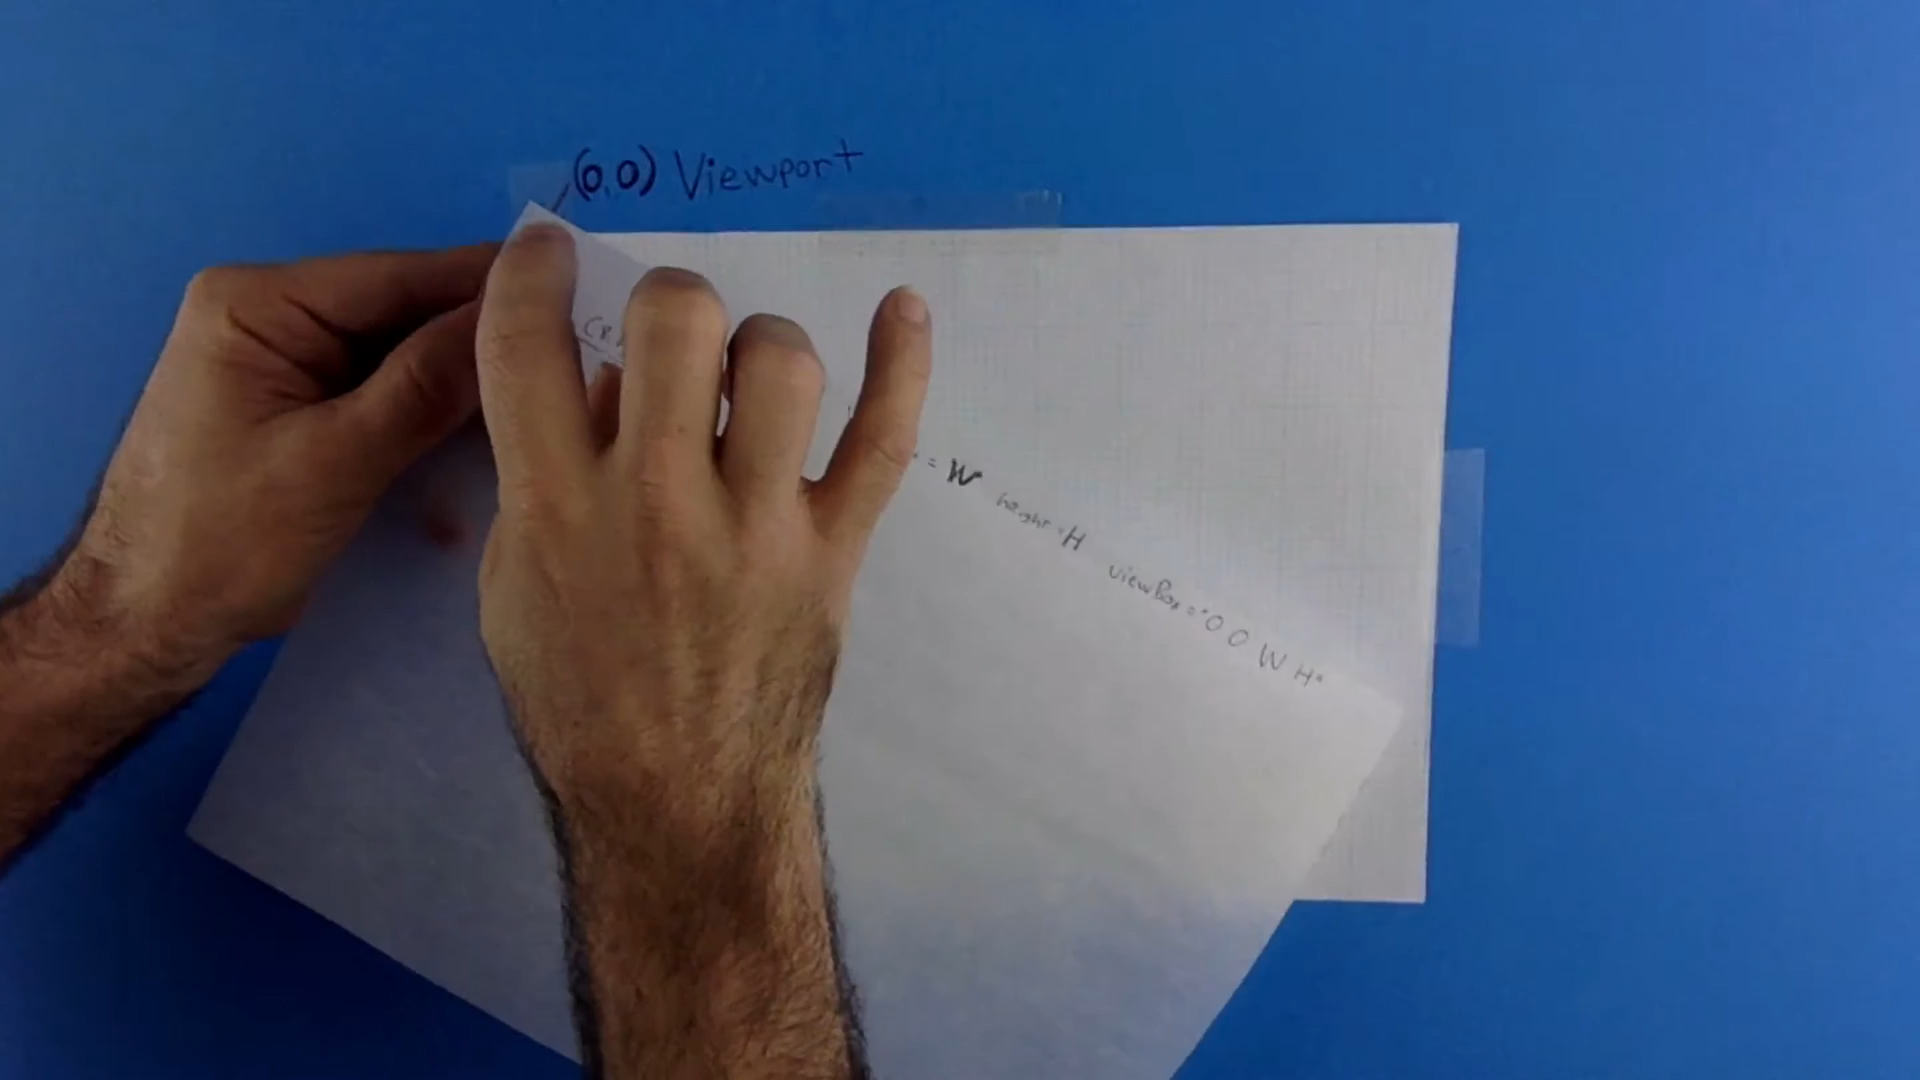 (0,0) Viewport
= W" height=H viewBox="0 0 W H"